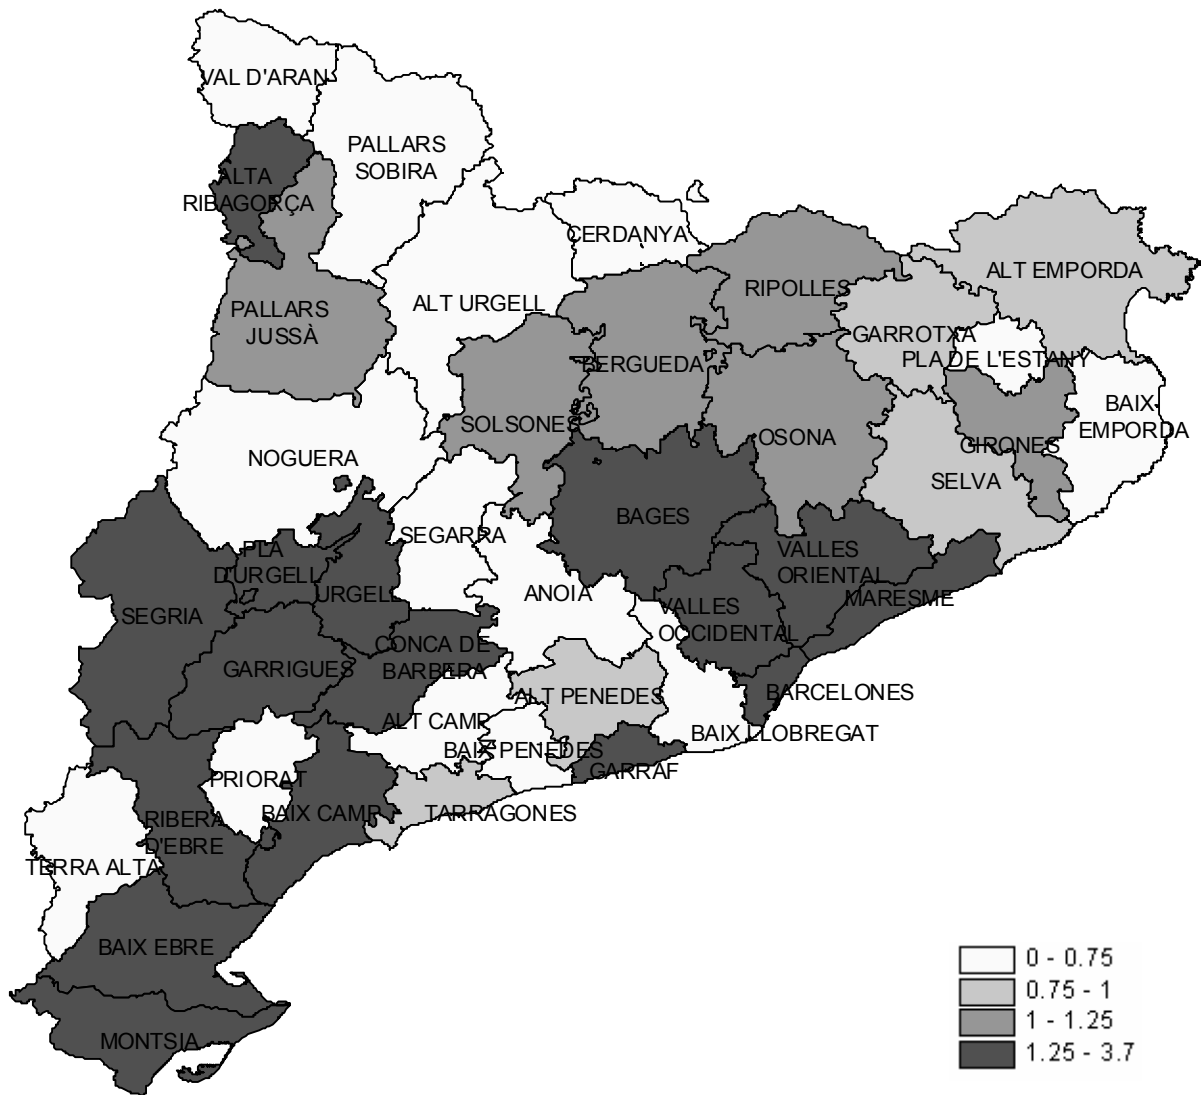 VAL D'ARAN
PALLARS
SOBIRA
ALTA
RIBAGORÇA
CERDANYA
ALT EMPORDA
ALT URGELL
RIPOLLES
PALLARS
JUSSÀ
GARROTXA
PLA DE L'ESTANY
BERGUEDA
BAIX
EMPORDA
SOLSONES
OSONA
GIRONES
NOGUERA
SELVA
BAGES
SEGARRA
PLA
D'URGELL
VALLES
ORIENTAL
URGELL
ANOIA
MARESME
SEGRIA
VALLES
OCCIDENTAL
CONCA DE
BARBERA
GARRIGUES
ALT PENEDES
BARCELONES
ALT CAMP
BAIX LLOBREGAT
BAIX PENEDES
GARRAF
PRIORAT
BAIX CAMP
TARRAGONES
RIBERA
D'EBRE
TERRA ALTA
BAIX EBRE
MONTSIA
0 - 0.75
0.75 - 1
1 - 1.25
1.25 - 3.7